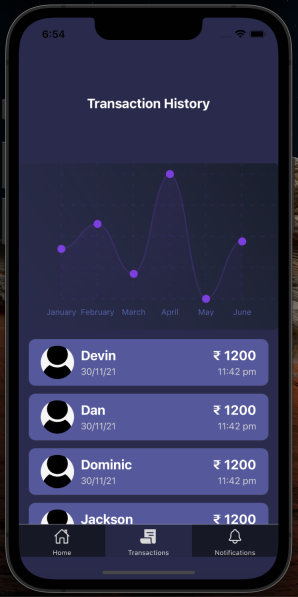 6:54
Transaction History
January February March April May June
Devin ₹ 1200
30/11/21 11:42 pm
Dan ₹ 1200
30/11/21 11:42 pm
Dominic ₹ 1200
30/11/21 11:42 pm
Jackson ₹ 1200
Home Transactions Notifications